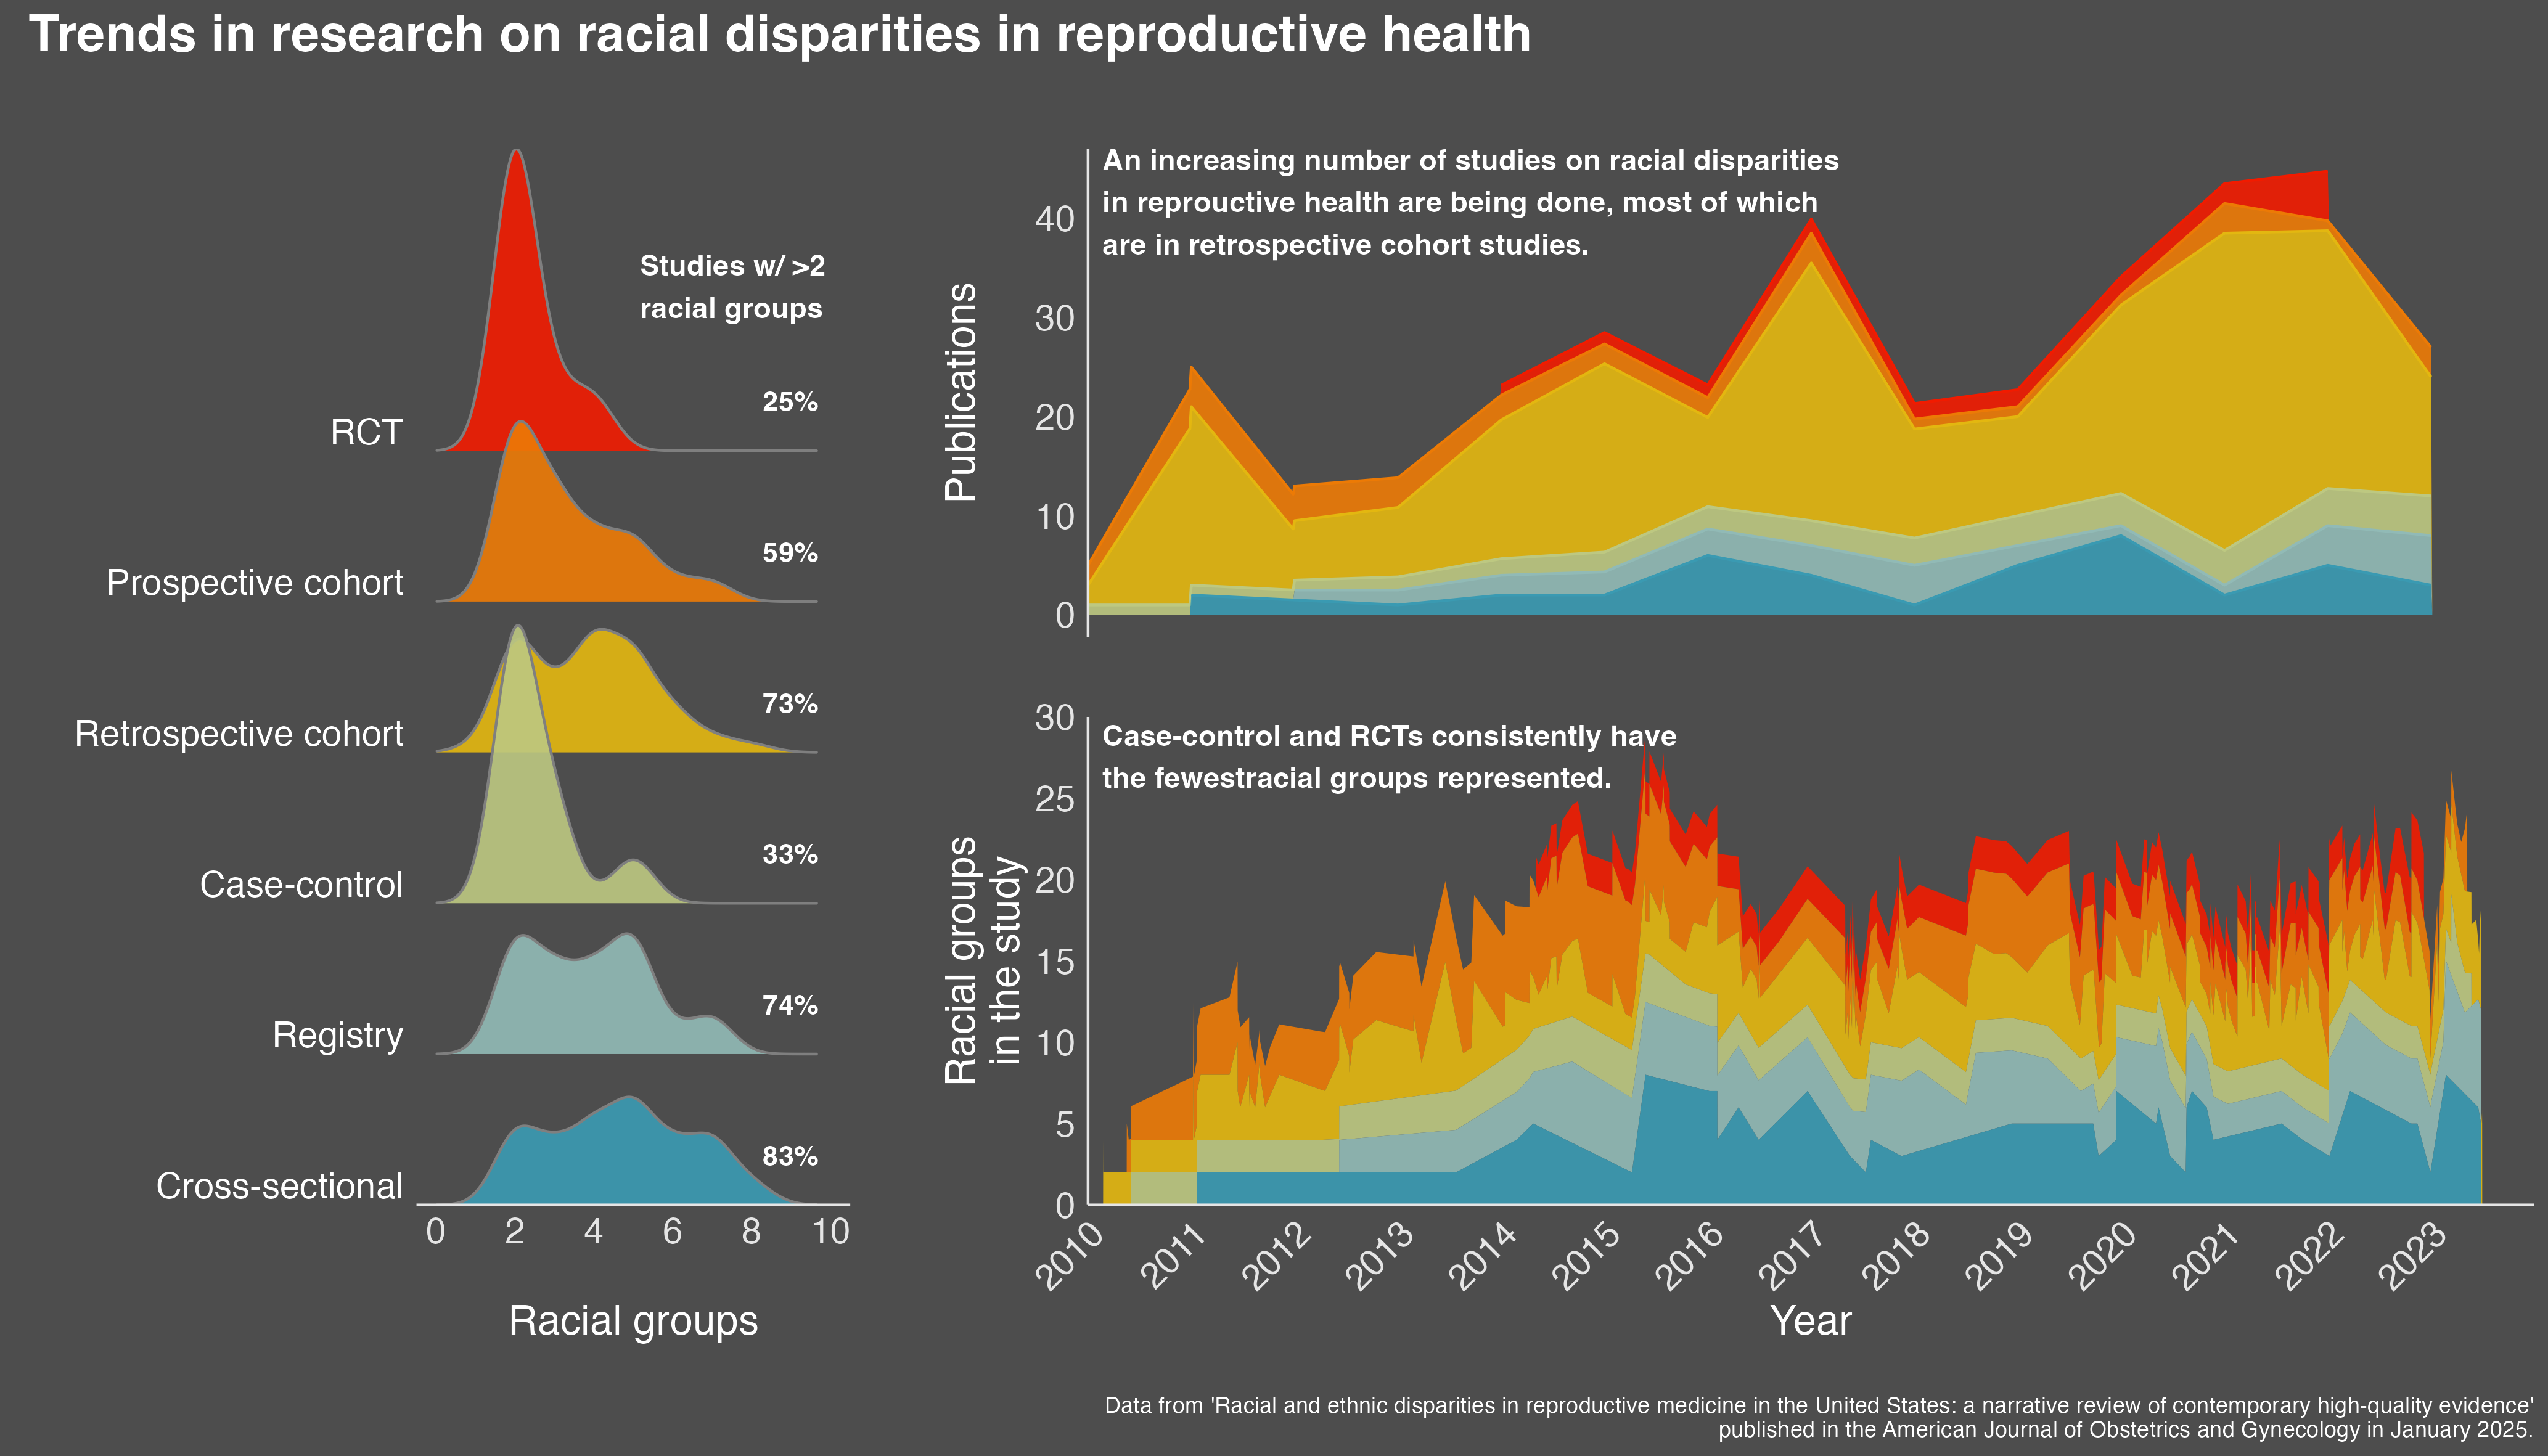 Trends in research on racial disparities in reproductive health
Studies w/ >2
racial groups
RCT
25%
Prospective cohort
59%
Retrospective cohort
73%
Case-control
33%
Registry
74%
Cross-sectional
83%
0 2 4 6 8 10
Racial groups
An increasing number of studies on racial disparities
in reprouctive health are being done, most of which
are in retrospective cohort studies.
Publications
40
30
20
10
0
Case-control and RCTs consistently have
the fewestracial groups represented.
Racial groups
in the study
30
25
20
15
10
5
0
2010 2011 2012 2013 2014 2015 2016 2017 2018 2019 2020 2021 2022 2023
Year
Data from 'Racial and ethnic disparities in reproductive medicine in the United States: a narrative review of contemporary high-quality evidence'
published in the American Journal of Obstetrics and Gynecology in January 2025.